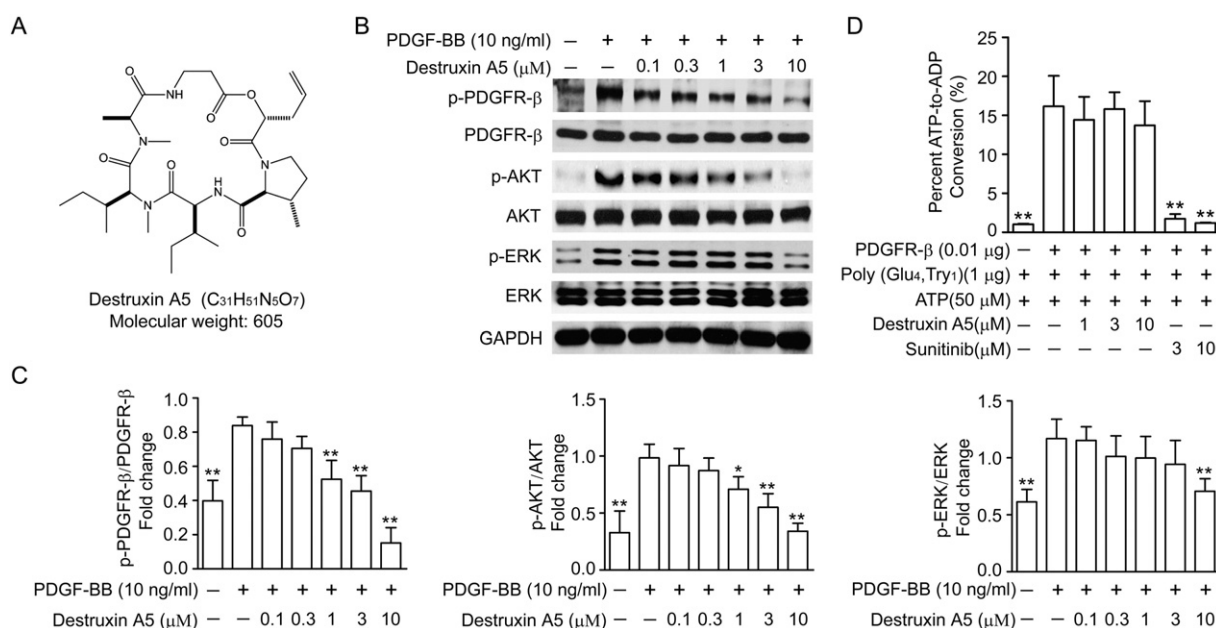 A
O
NH
O
O
O
O
N
O
N
N
H
N
O
O
Destruxin A5 (C₃₁H₅₁N₅O₇)
Molecular weight: 605
B
PDGF-BB (10 ng/ml) – + + + + + +
Destruxin A5 (μM) – – 0.1 0.3 1 3 10
p-PDGFR-β
PDGFR-β
p-AKT
AKT
p-ERK
ERK
GAPDH
D
Percent ATP-to-ADP
Conversion (%)
25
20
15
10
5
0
** ** **
PDGFR-β (0.01 μg) – + + + + + +
Poly (Glu₄,Try₁)(1 μg) + + + + + + +
ATP(50 μM) + + + + + + +
Destruxin A5(μM) – – 1 3 10 – –
Sunitinib(μM) – – – – – 3 10
C
p-PDGFR-β/PDGFR-β
Fold change
1.0
0.8
0.6
0.4
0.2
0.0
** ** ** **
PDGF-BB (10 ng/ml) – + + + + + +
Destruxin A5 (μM) – – 0.1 0.3 1 3 10
p-AKT/AKT
Fold change
1.5
1.0
0.5
0.0
** * ** **
PDGF-BB (10 ng/ml) – + + + + + +
Destruxin A5 (μM) – – 0.1 0.3 1 3 10
p-ERK/ERK
Fold change
1.5
1.0
0.5
0.0
** **
PDGF-BB (10 ng/ml) – + + + + + +
Destruxin A5 (μM) – – 0.1 0.3 1 3 10